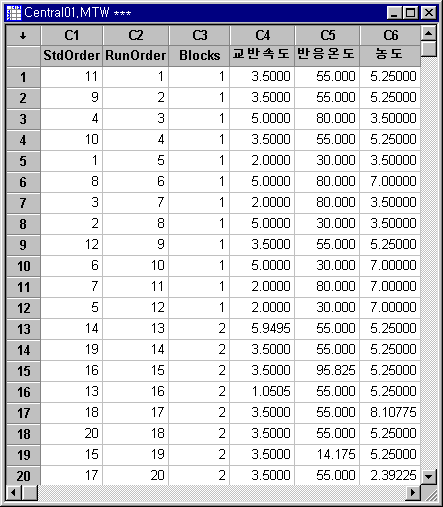 Central01.MTW ***
↓ C1 C2 C3 C4 C5 C6
StdOrder RunOrder Blocks 교반속도 반응온도 농도
1 11 1 1 3.5000 55.000 5.25000
2 9 2 1 3.5000 55.000 5.25000
3 4 3 1 5.0000 80.000 3.50000
4 10 4 1 3.5000 55.000 5.25000
5 1 5 1 2.0000 30.000 3.50000
6 8 6 1 5.0000 80.000 7.00000
7 3 7 1 2.0000 80.000 3.50000
8 2 8 1 5.0000 30.000 3.50000
9 12 9 1 3.5000 55.000 5.25000
10 6 10 1 5.0000 30.000 7.00000
11 7 11 1 2.0000 80.000 7.00000
12 5 12 1 2.0000 30.000 7.00000
13 14 13 2 5.9495 55.000 5.25000
14 19 14 2 3.5000 55.000 5.25000
15 16 15 2 3.5000 95.825 5.25000
16 13 16 2 1.0505 55.000 5.25000
17 18 17 2 3.5000 55.000 8.10775
18 20 18 2 3.5000 55.000 5.25000
19 15 19 2 3.5000 14.175 5.25000
20 17 20 2 3.5000 55.000 2.39225